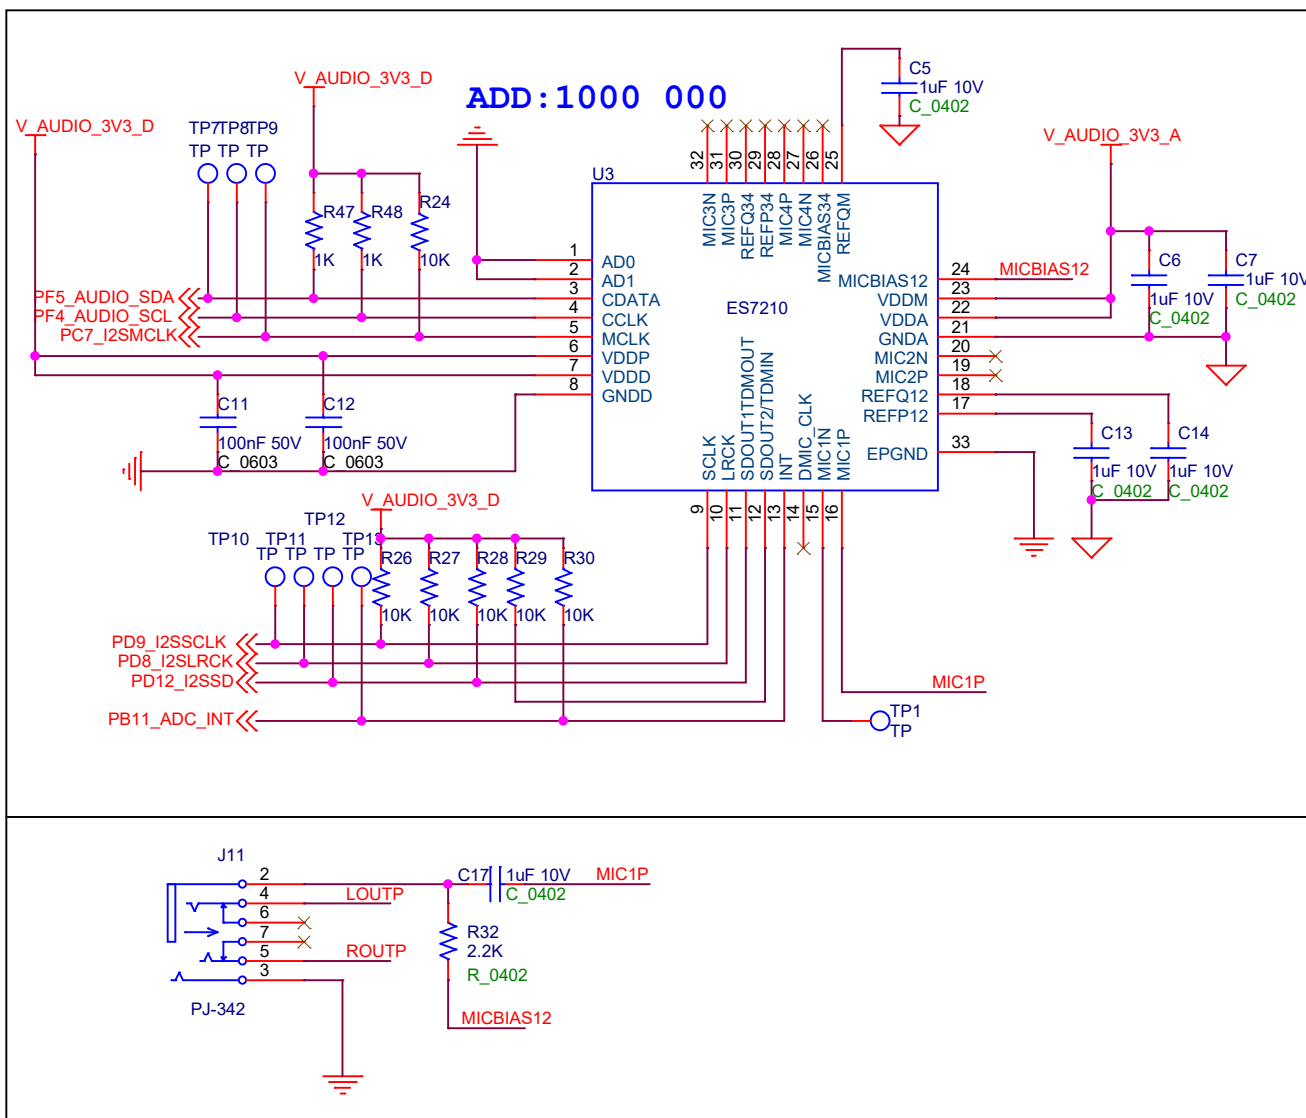 V_AUDIO_3V3_D
ADD:1000 000
C5
1uF 10V
C_0402
V_AUDIO_3V3_D
TP7 TP8 TP9
TP TP TP
V_AUDIO_3V3_A
U3
32 31 30 29 28 27 26 25
MIC3N MIC3P REFQ34 REFP34 MIC4P MIC4N MICBIAS34 REFQM
R47 R48 R24
1K 1K 10K
1 AD0
2 AD1
PF5_AUDIO_SDA 3 CDATA
PF4_AUDIO_SCL 4 CCLK
PC7_I2SMCLK 5 MCLK
6 VDDP
7 VDDD
8 GNDD
ES7210
MICBIAS12 24 MICBIAS12
VDDM 23
VDDA 22
GNDA 21
MIC2N 20
MIC2P 19
REFQ12 18
REFP12 17
EPGND 33
C6
1uF 10V
C_0402
C7
1uF 10V
C_0402
C11
100nF 50V
C_0603
C12
100nF 50V
C_0603
C13
1uF 10V
C_0402
C14
1uF 10V
C_0402
SCLK LRCK SDOUT1TDMOUT SDOUT2/TDMIN INT DMIC_CLK MIC1N MIC1P
9 10 11 12 13 14 15 16
V_AUDIO_3V3_D
TP10 TP11 TP12 TP13
TP TP TP TP
R26 R27 R28 R29 R30
10K 10K 10K 10K 10K
PD9_I2SSCLK
PD8_I2SLRCK
PD12_I2SSD
PB11_ADC_INT
MIC1P
TP1
TP
J11
2
4 LOUTP
6
7
5 ROUTP
3
PJ-342
C17 1uF 10V MIC1P
C_0402
R32
2.2K
R_0402
MICBIAS12